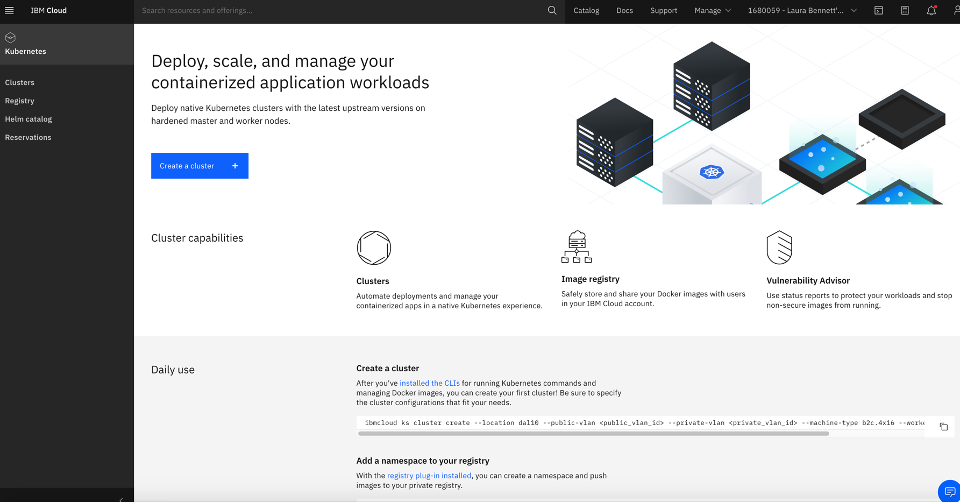 IBM Cloud
Search resources and offerings...
Catalog
Docs
Support
Manage
1680059 - Laura Bennett'...
Kubernetes
Clusters
Registry
Helm catalog
Reservations
Deploy, scale, and manage your
containerized application workloads
Deploy native Kubernetes clusters with the latest upstream versions on
hardened master and worker nodes.
Create a cluster +
Cluster capabilities
Clusters
Automate deployments and manage your
containerized apps in a native Kubernetes experience.
Image registry
Safely store and share your Docker images with users
in your IBM Cloud account.
Vulnerability Advisor
Use status reports to protect your workloads and stop
non-secure images from running.
Daily use
Create a cluster
After you've installed the CLIs for running Kubernetes commands and
managing Docker images, you can create your first cluster! Be sure to specify
the cluster configurations that fit your needs.
ibmcloud ks cluster create --location dal10 --public-vlan <public_vlan_id> --private-vlan <private_vlan_id> --machine-type b2c.4x16 --worke
Add a namespace to your registry
With the registry plug-in installed, you can create a namespace and push
images to your private registry.